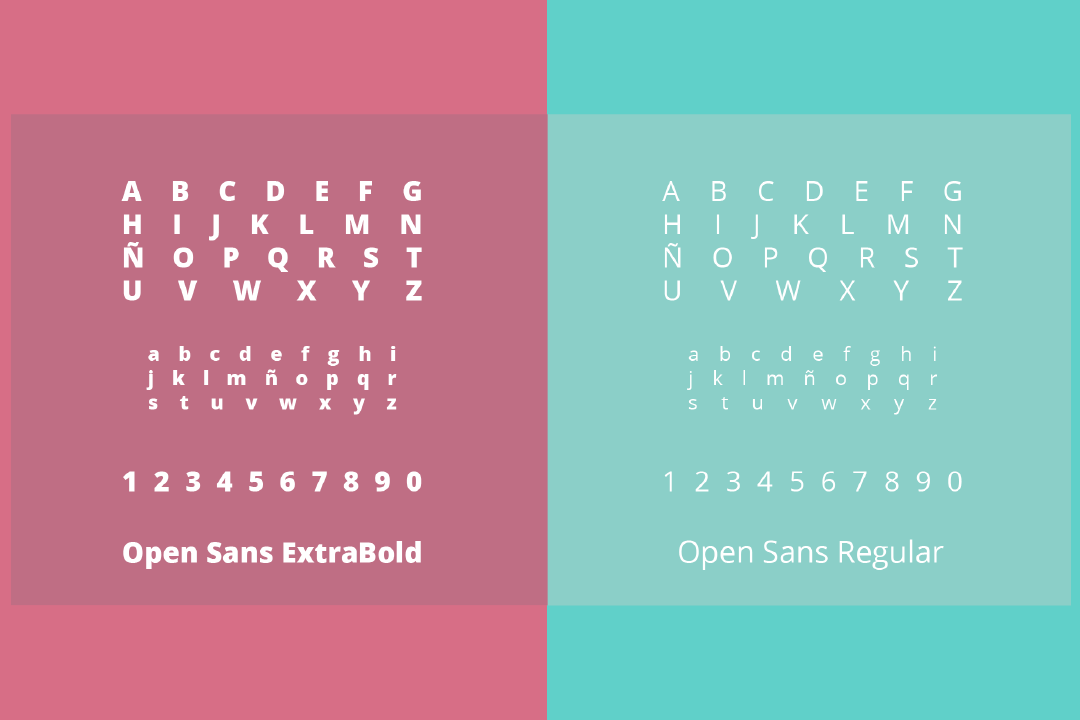 A B C D E F G
H I J K L M N
Ñ O P Q R S T
U V W X Y Z
a b c d e f g h i
j k l m ñ o p q r
s t u v w x y z
1 2 3 4 5 6 7 8 9 0
Open Sans ExtraBold
A B C D E F G
H I J K L M N
Ñ O P Q R S T
U V W X Y Z
a b c d e f g h i
j k l m ñ o p q r
s t u v w x y z
1 2 3 4 5 6 7 8 9 0
Open Sans Regular